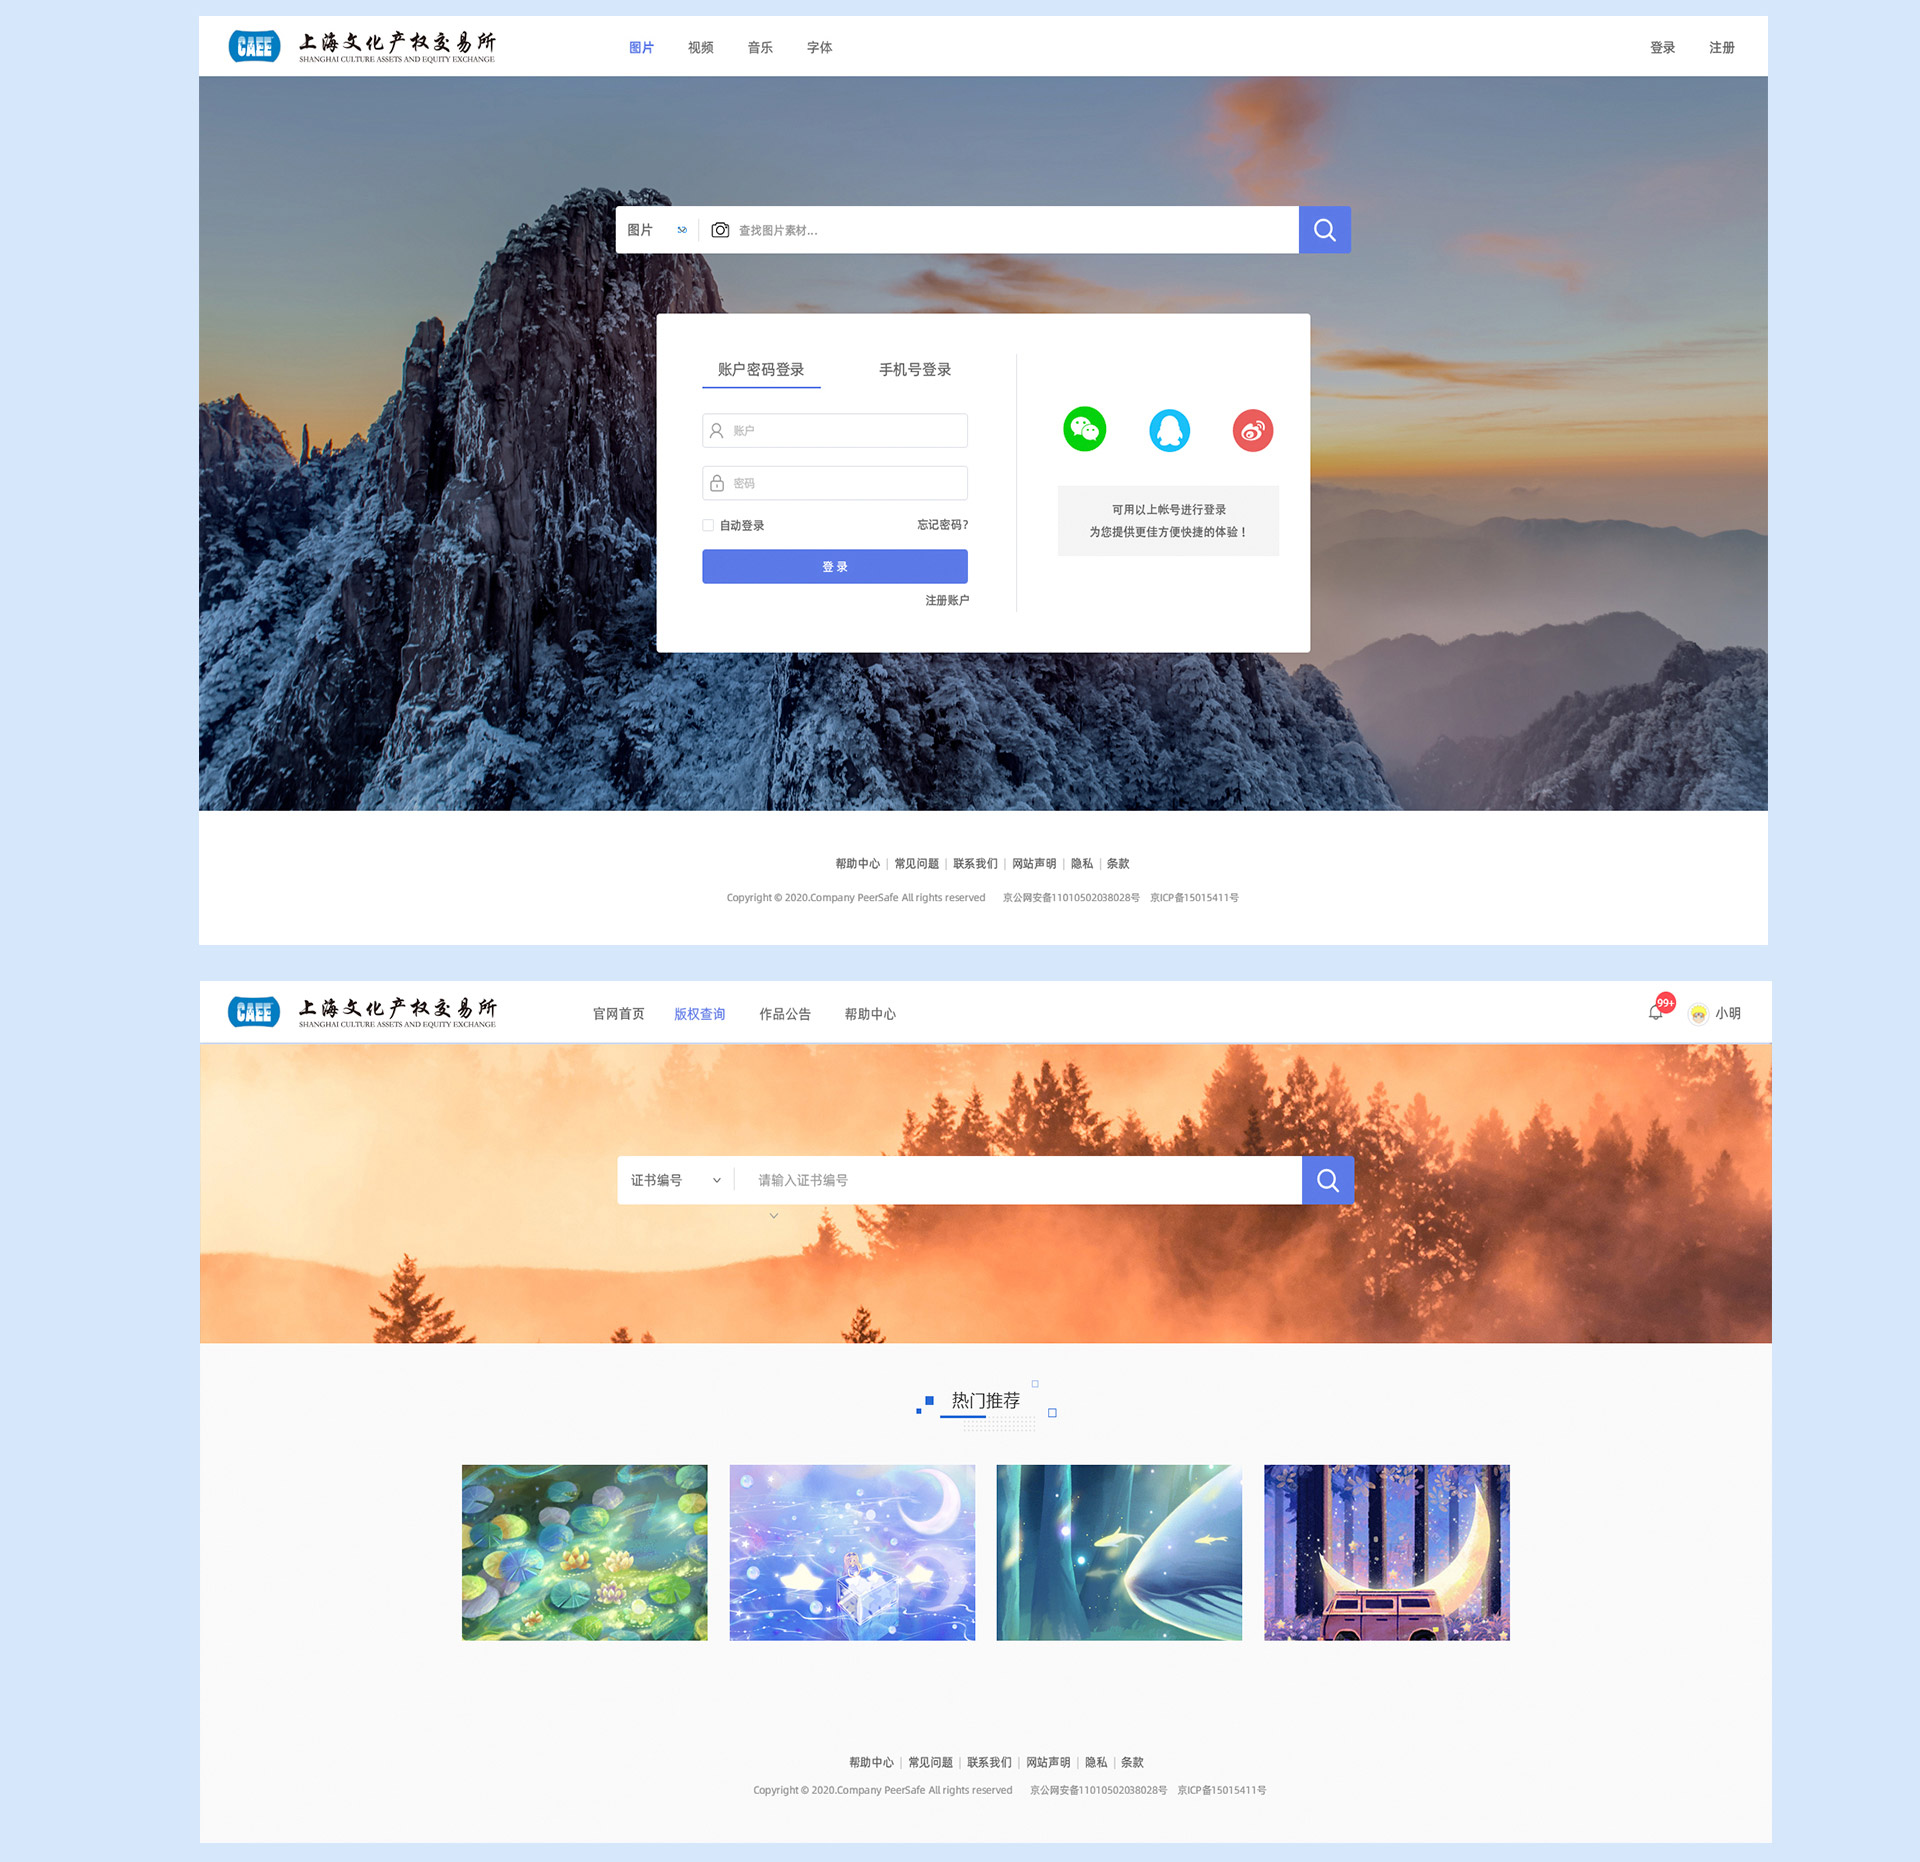 CAEE 上海文化产权交易所
SHANGHAI CULTURE ASSETS AND EQUITY EXCHANGE
图片 视频 音乐 字体
登录 注册
图片 查找图片素材...
账户密码登录 手机号登录
账户
密码
自动登录 忘记密码?
登 录
注册账户
可用以上帐号进行登录
为您提供更佳方便快捷的体验！
帮助中心 | 常见问题 | 联系我们 | 网站声明 | 隐私 | 条款
Copyright © 2020.Company PeerSafe All rights reserved 京公网安备11010502038028号 京ICP备15015411号
CAEE 上海文化产权交易所
SHANGHAI CULTURE ASSETS AND EQUITY EXCHANGE
官网首页 版权查询 作品公告 帮助中心
99+ 小明
证书编号 请输入证书编号
热门推荐
帮助中心 | 常见问题 | 联系我们 | 网站声明 | 隐私 | 条款
Copyright © 2020.Company PeerSafe All rights reserved 京公网安备11010502038028号 京ICP备15015411号